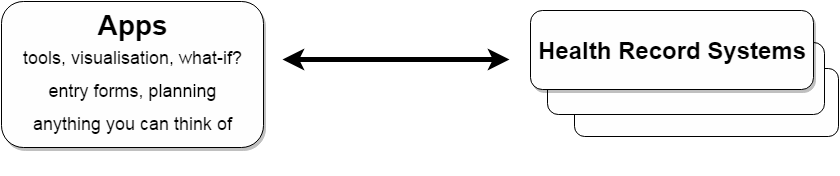 Apps
tools, visualisation, what-if?
entry forms, planning
anything you can think of
Health Record Systems